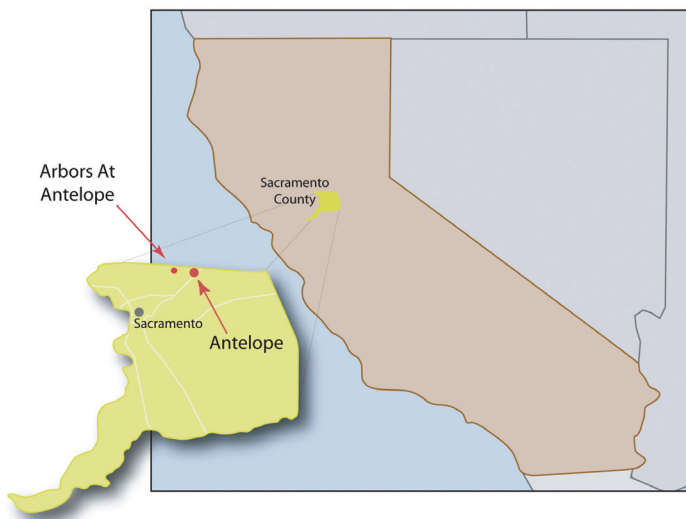 Sacramento
County
Arbors At
Antelope
Sacramento
Antelope